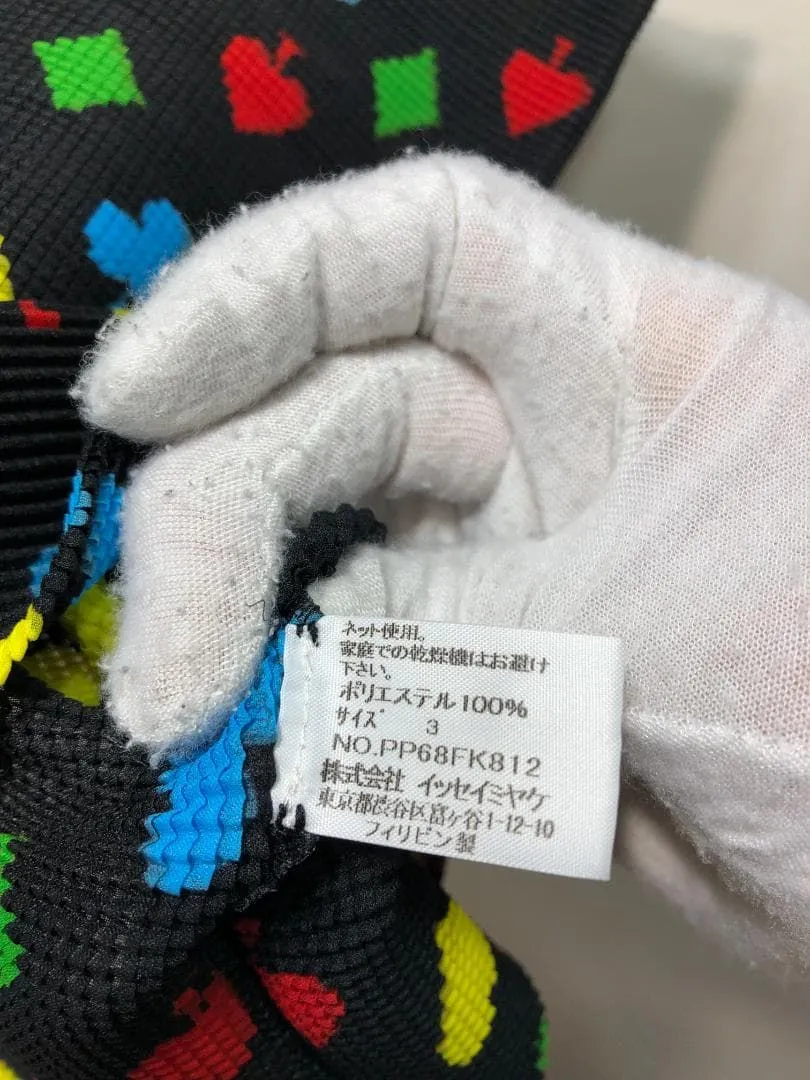 ネット使用。
家庭での乾燥機はお避け
下さい。
ポリエステル100%
サイズ 3
NO.PP68FK812
株式会社 イッセイミヤケ
東京都渋谷区富ヶ谷1-12-10
フィリピン製